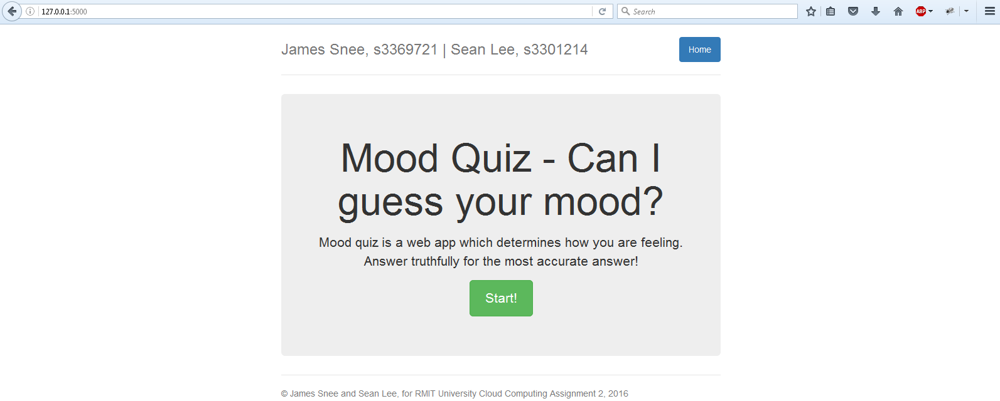 127.0.0.1:5000
Search
ABP
James Snee, s3369721 | Sean Lee, s3301214
Home
Mood Quiz - Can I
guess your mood?
Mood quiz is a web app which determines how you are feeling.
Answer truthfully for the most accurate answer!
Start!
© James Snee and Sean Lee, for RMIT University Cloud Computing Assignment 2, 2016